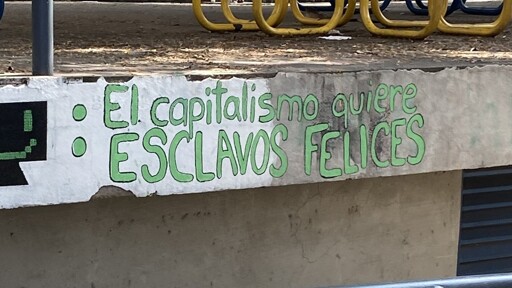 : El capitalismo quiere
ESCLAVOS FELICES